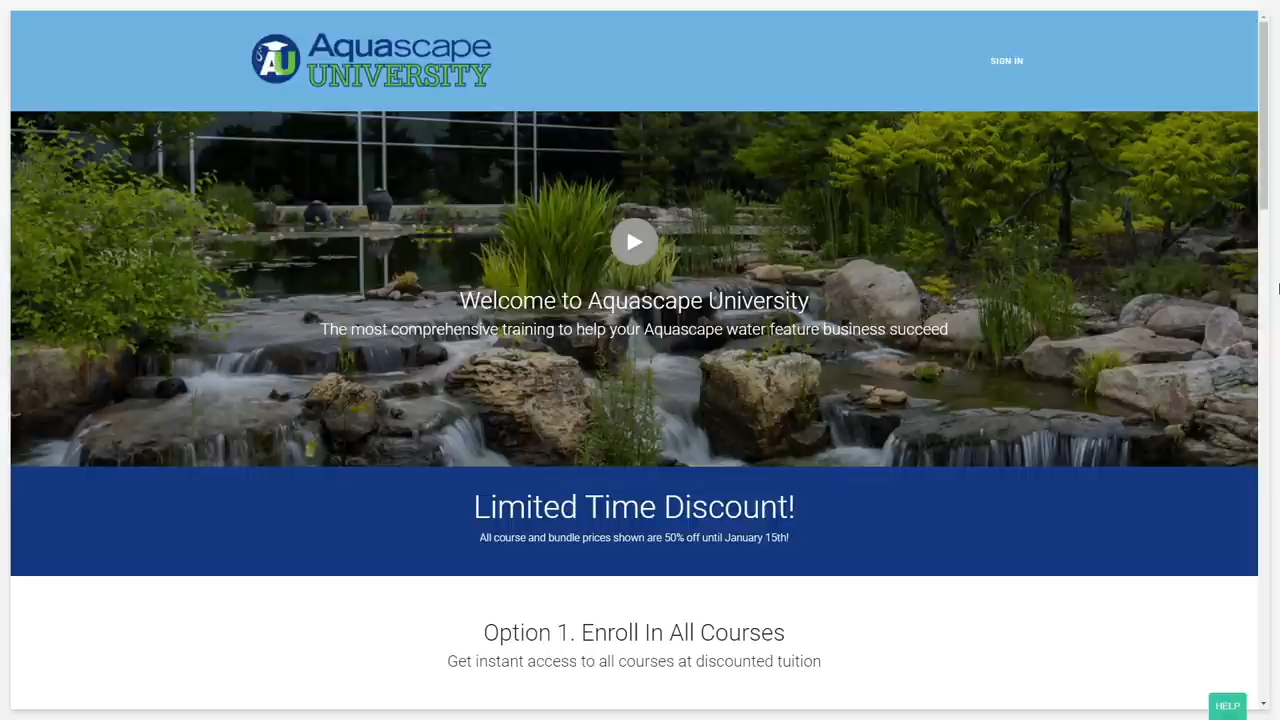 AU
Aquascape
UNIVERSITY
SIGN IN
Welcome to Aquascape University
The most comprehensive training to help your Aquascape water feature business succeed
Limited Time Discount!
All course and bundle prices shown are 50% off until January 15th!
Option 1. Enroll In All Courses
Get instant access to all courses at discounted tuition
HELP